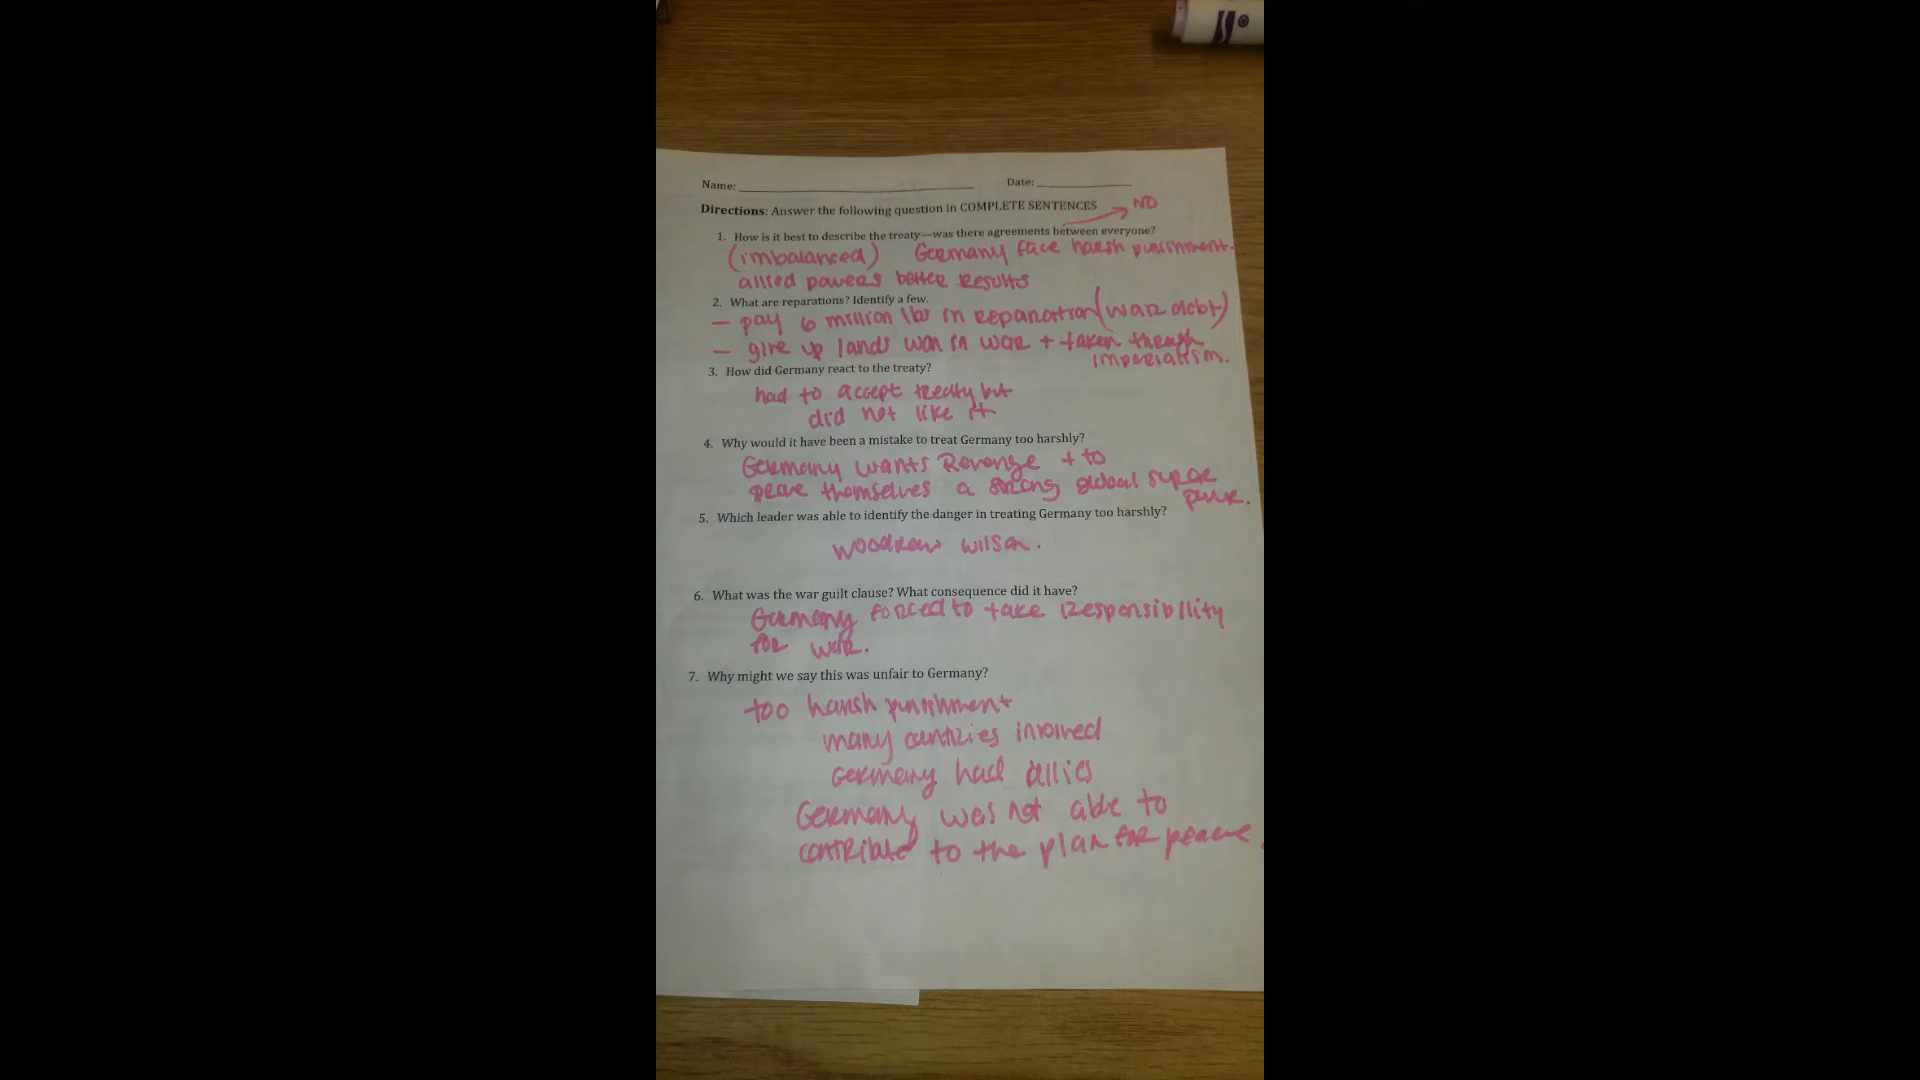 Name: ____________ Date: ____________
Directions: Answer the following question in COMPLETE SENTENCES
NO
1. How is it best to describe the treaty—was there agreements between everyone?
(imbalanced) Germany face harsh punishment.
allied powers better results
2. What are reparations? Identify a few.
— pay 6 million lbs in reparation (war debt)
— give up lands won in war + taken through
imperialism.
3. How did Germany react to the treaty?
had to accept treaty but
did not like it
4. Why would it have been a mistake to treat Germany too harshly?
Germany wants Revenge + to
prove themselves a strong global super
5. Which leader was able to identify the danger in treating Germany too harshly?
Woodrow Wilson.
6. What was the war guilt clause? What consequence did it have?
Germany forced to take Responsibility
for war.
7. Why might we say this was unfair to Germany?
too harsh punishment
many countries involved
Germany had allies
Germany was not able to
contribute to the plan for peace.